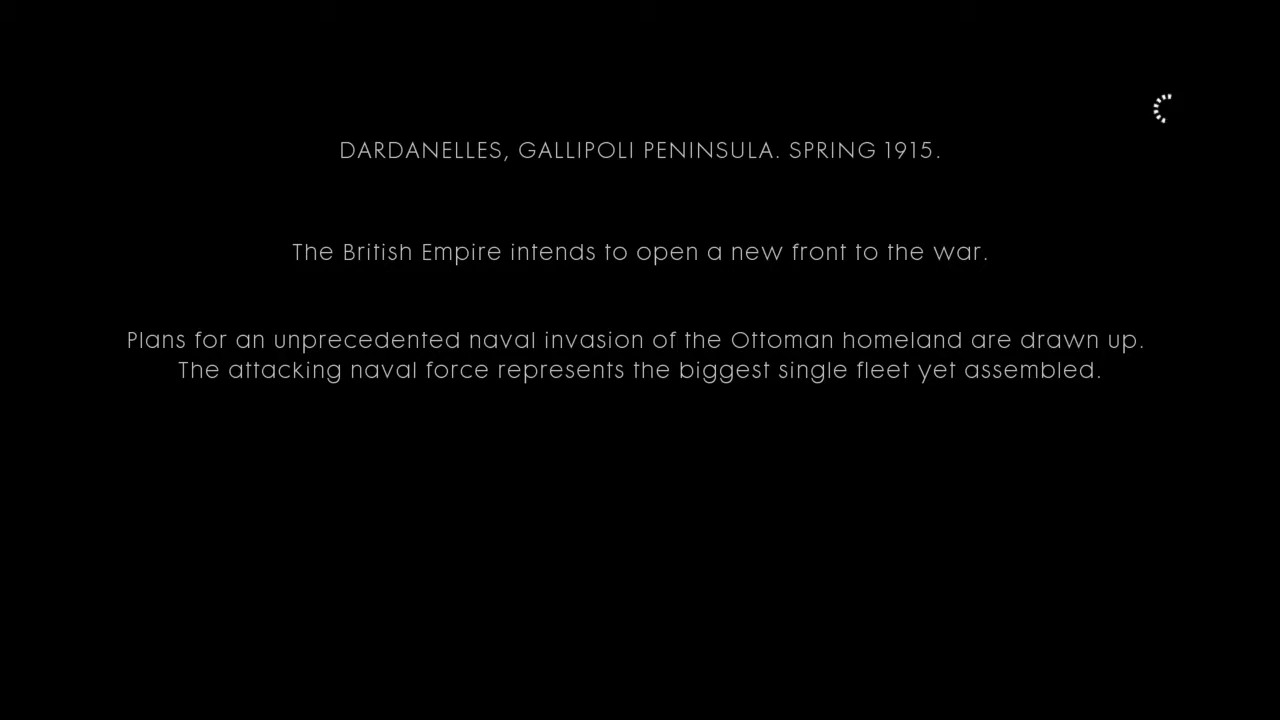 DARDANELLES, GALLIPOLI PENINSULA. SPRING 1915.
The British Empire intends to open a new front to the war.
Plans for an unprecedented naval invasion of the Ottoman homeland are drawn up.
The attacking naval force represents the biggest single fleet yet assembled.